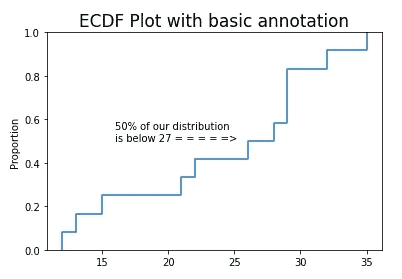 ECDF Plot with basic annotation
1.0
0.8
0.6
0.4
0.2
0.0
Proportion
50% of our distribution
is below 27 = = = = =>
15 20 25 30 35